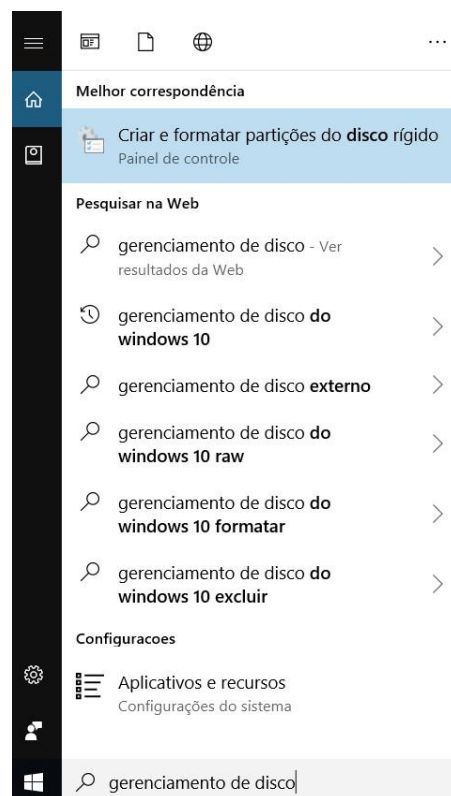 Melhor correspondência
Criar e formatar partições do disco rígido
Painel de controle
Pesquisar na Web
gerenciamento de disco - Ver
resultados da Web
gerenciamento de disco do
windows 10
gerenciamento de disco externo
gerenciamento de disco do
windows 10 raw
gerenciamento de disco do
windows 10 formatar
gerenciamento de disco do
windows 10 excluir
Configuracoes
Aplicativos e recursos
Configurações do sistema
gerenciamento de disco